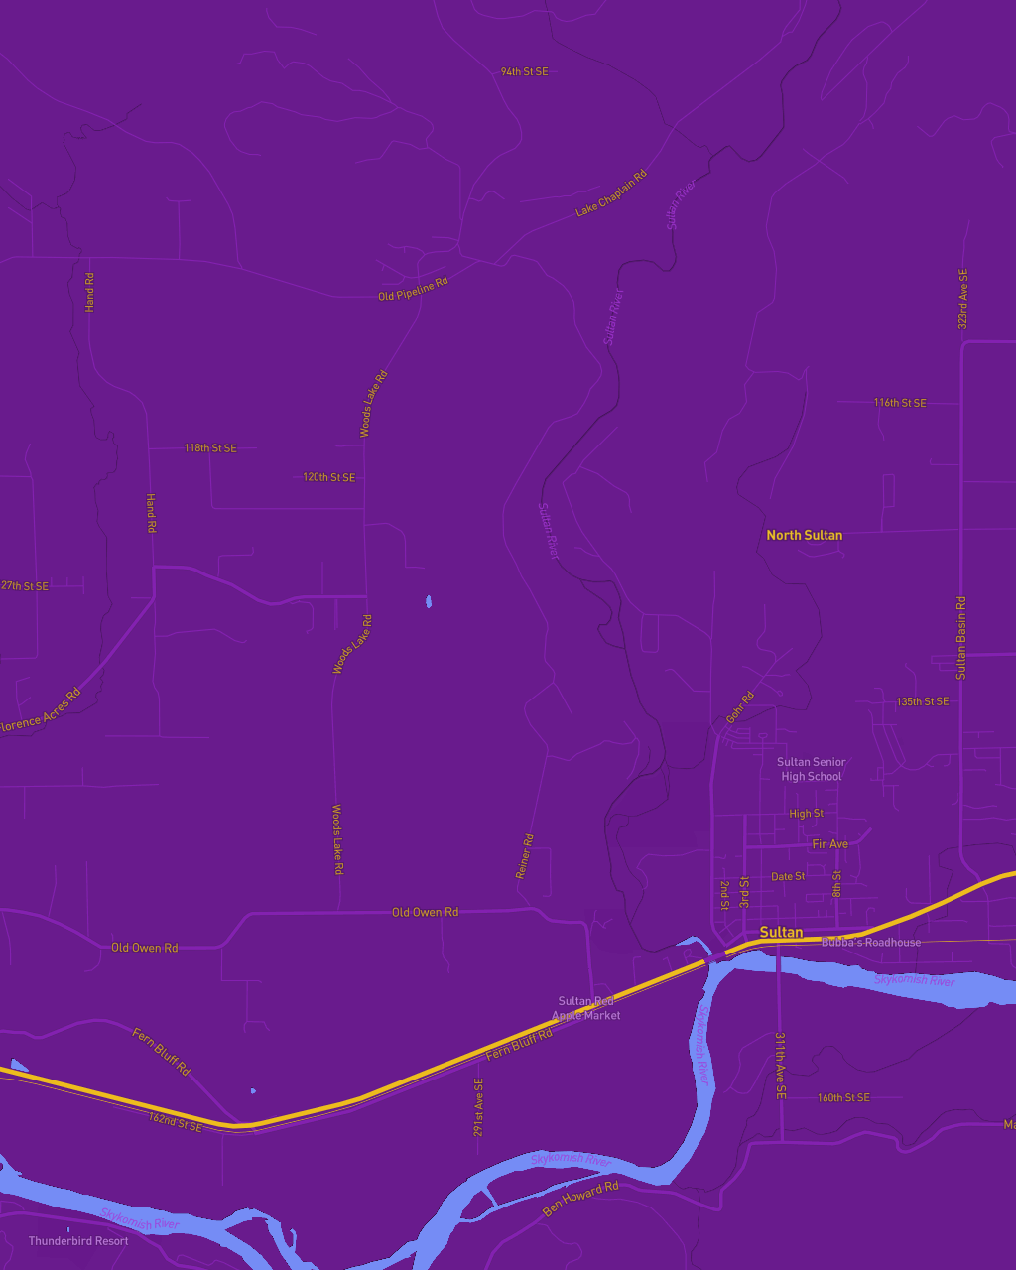 94th St SE
Lake Chaplain Rd
Sultan River
Hand Rd
Old Pipeline Rd
323rd Ave SE
Sultan River
Woods Lake Rd
116th St SE
118th St SE
120th St SE
Hand Rd
Sultan River
North Sultan
27th St SE
Woods Lake Rd
Sultan Basin Rd
Florence Acres Rd
Gohr Rd
135th St SE
Sultan Senior
High School
Woods Lake Rd
High St
Fir Ave
Reiner Rd
Date St
2nd St
3rd St
8th St
Old Owen Rd
Old Owen Rd
Sultan
Bubba's Roadhouse
Skykomish River
Sultan Red
Apple Market
Fern Bluff Rd
Fern Bluff Rd
Skykomish River
311th Ave SE
291st Ave SE
160th St SE
162nd St SE
Ma
Skykomish River
Ben Howard Rd
Skykomish River
Thunderbird Resort